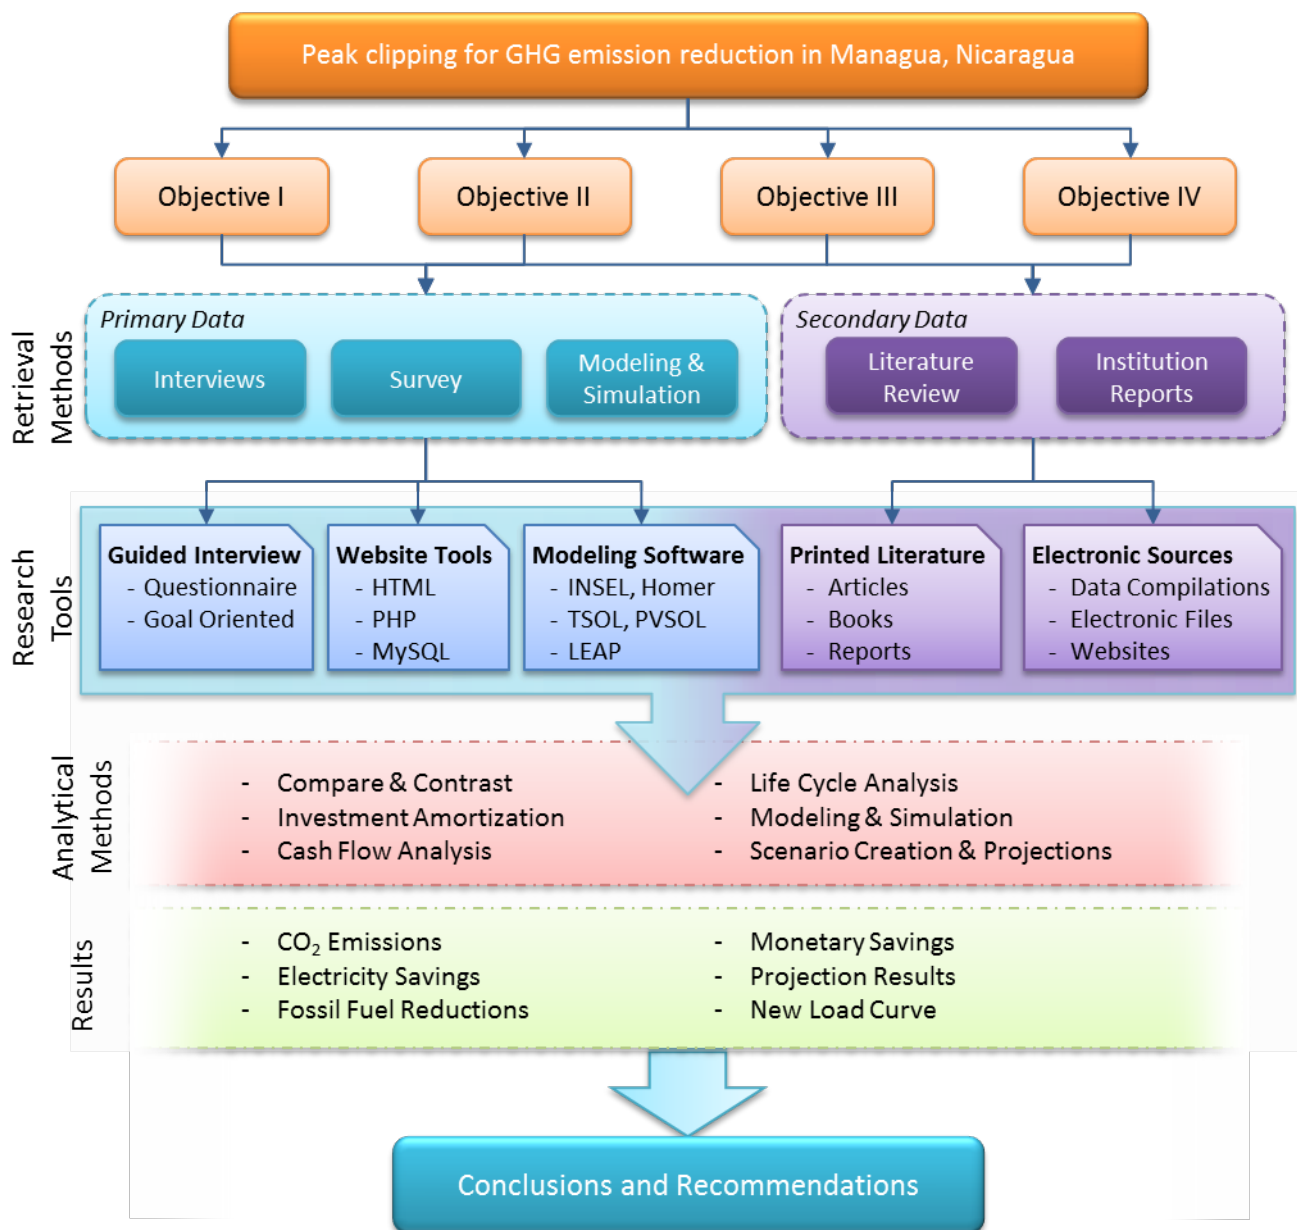 Peak clipping for GHG emission reduction in Managua, Nicaragua
Objective I
Objective II
Objective III
Objective IV
Retrieval
Methods
Primary Data
Interviews
Survey
Modeling &
Simulation
Secondary Data
Literature
Review
Institution
Reports
Research
Tools
Guided Interview
- Questionnaire
- Goal Oriented
Website Tools
- HTML
- PHP
- MySQL
Modeling Software
- INSEL, Homer
- TSOL, PVSOL
- LEAP
Printed Literature
- Articles
- Books
- Reports
Electronic Sources
- Data Compilations
- Electronic Files
- Websites
Analytical
Methods
- Compare & Contrast
- Investment Amortization
- Cash Flow Analysis
- Life Cycle Analysis
- Modeling & Simulation
- Scenario Creation & Projections
Results
- CO₂ Emissions
- Electricity Savings
- Fossil Fuel Reductions
- Monetary Savings
- Projection Results
- New Load Curve
Conclusions and Recommendations